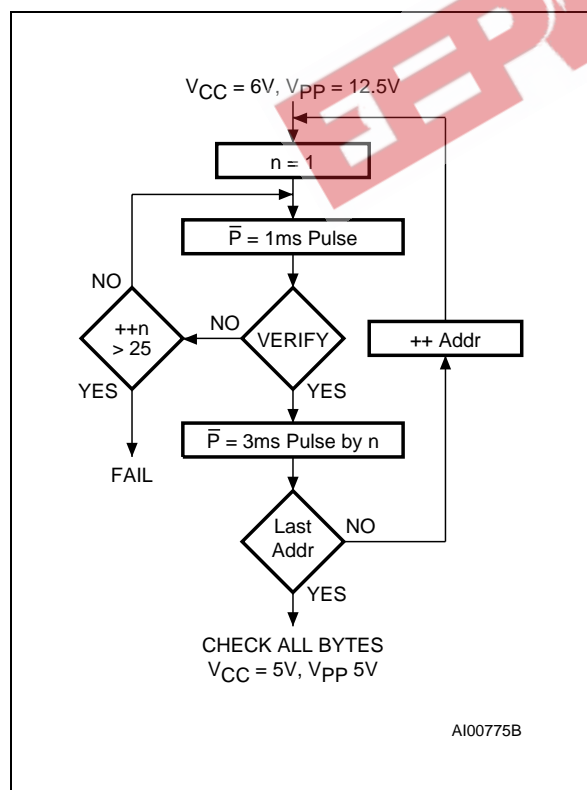 EEPW
VCC = 6V, VPP = 12.5V
n = 1
P̅ = 1ms Pulse
NO
++n
> 25
NO
VERIFY
++ Addr
YES
YES
P̅ = 3ms Pulse by n
FAIL
Last
Addr
NO
YES
CHECK ALL BYTES
VCC = 5V, VPP 5V
AI00775B